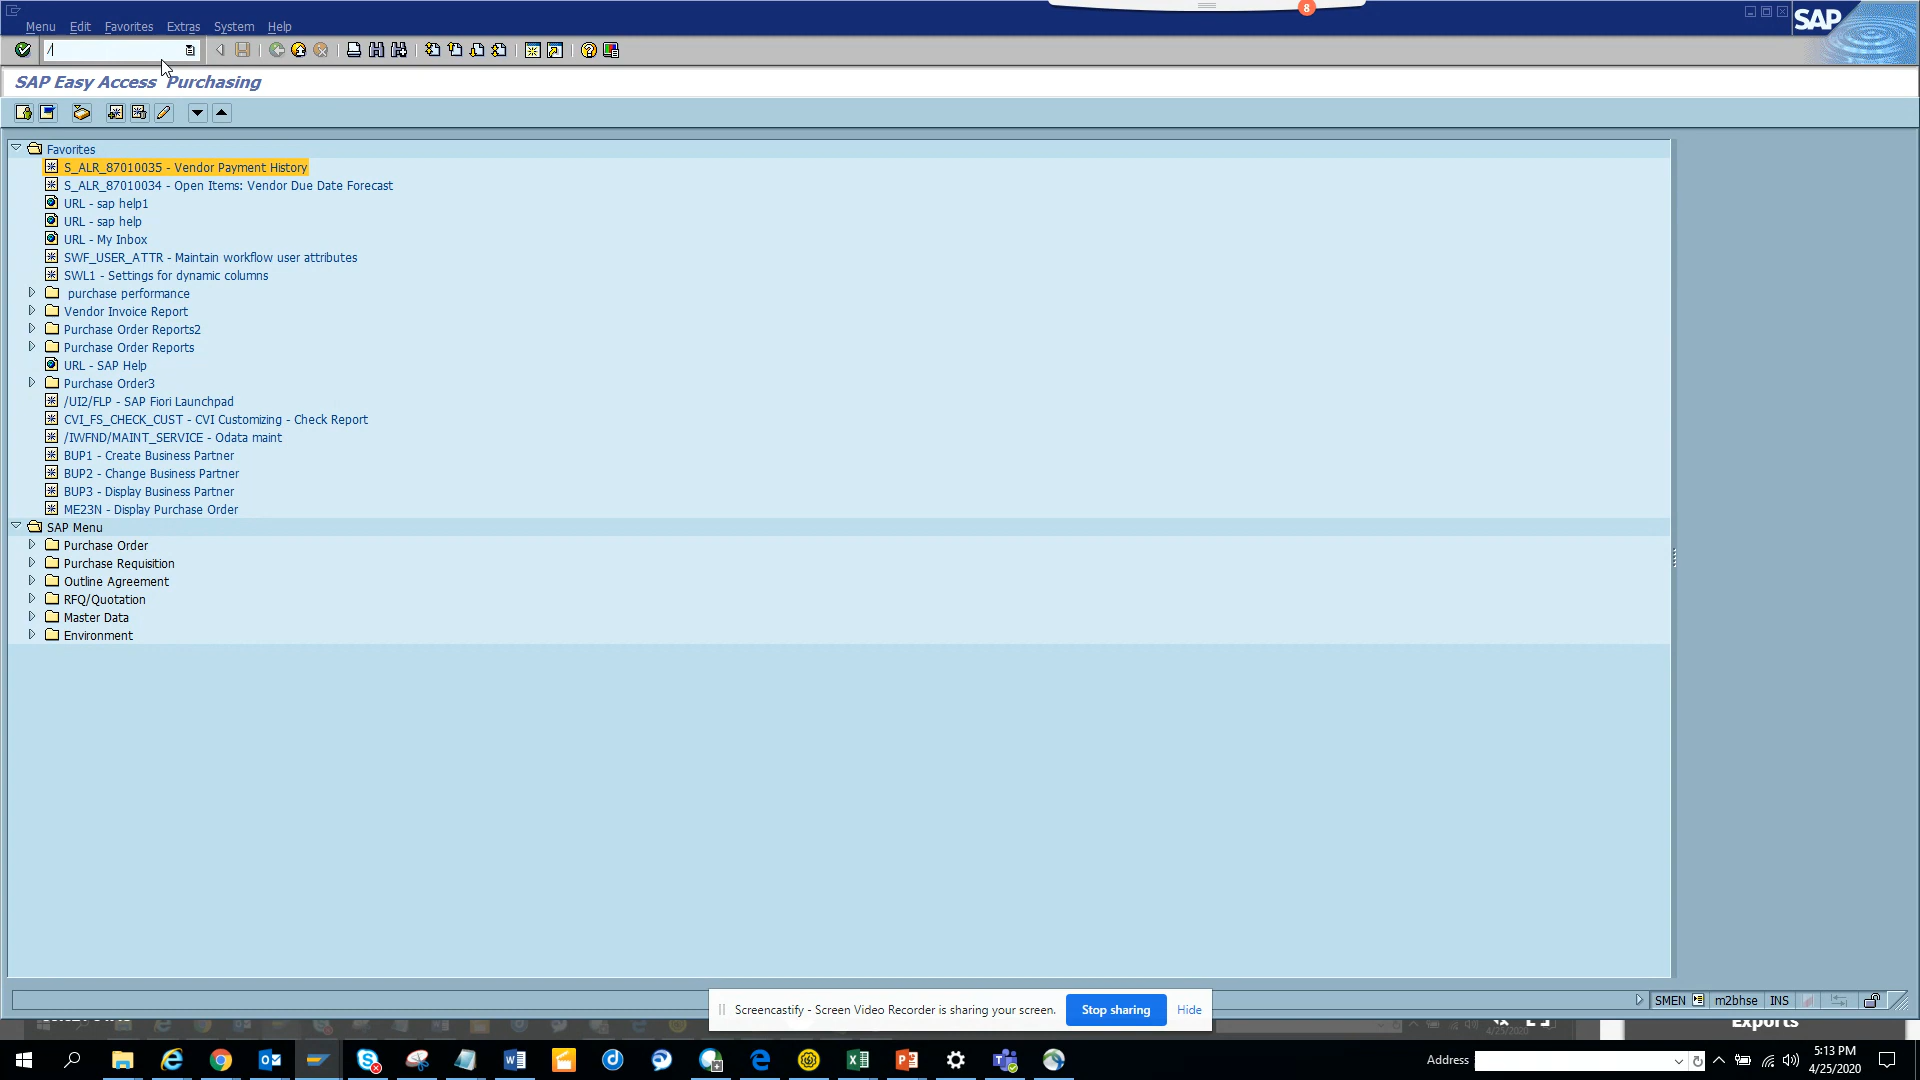 8
SAP
Menu Edit Favorites Extras System Help
/
SAP Easy Access Purchasing
Favorites
S_ALR_87010035 - Vendor Payment History
S_ALR_87010034 - Open Items: Vendor Due Date Forecast
URL - sap help1
URL - sap help
URL - My Inbox
SWF_USER_ATTR - Maintain workflow user attributes
SWL1 - Settings for dynamic columns
purchase performance
Vendor Invoice Report
Purchase Order Reports2
Purchase Order Reports
URL - SAP Help
Purchase Order3
/UI2/FLP - SAP Fiori Launchpad
CVI_FS_CHECK_CUST - CVI Customizing - Check Report
/IWFND/MAINT_SERVICE - Odata maint
BUP1 - Create Business Partner
BUP2 - Change Business Partner
BUP3 - Display Business Partner
ME23N - Display Purchase Order
SAP Menu
Purchase Order
Purchase Requisition
Outline Agreement
RFQ/Quotation
Master Data
Environment
SMEN m2bhse INS
Screencastify - Screen Video Recorder is sharing your screen. Stop sharing Hide
Exports
4/25/2020
Address
5:13 PM
4/25/2020